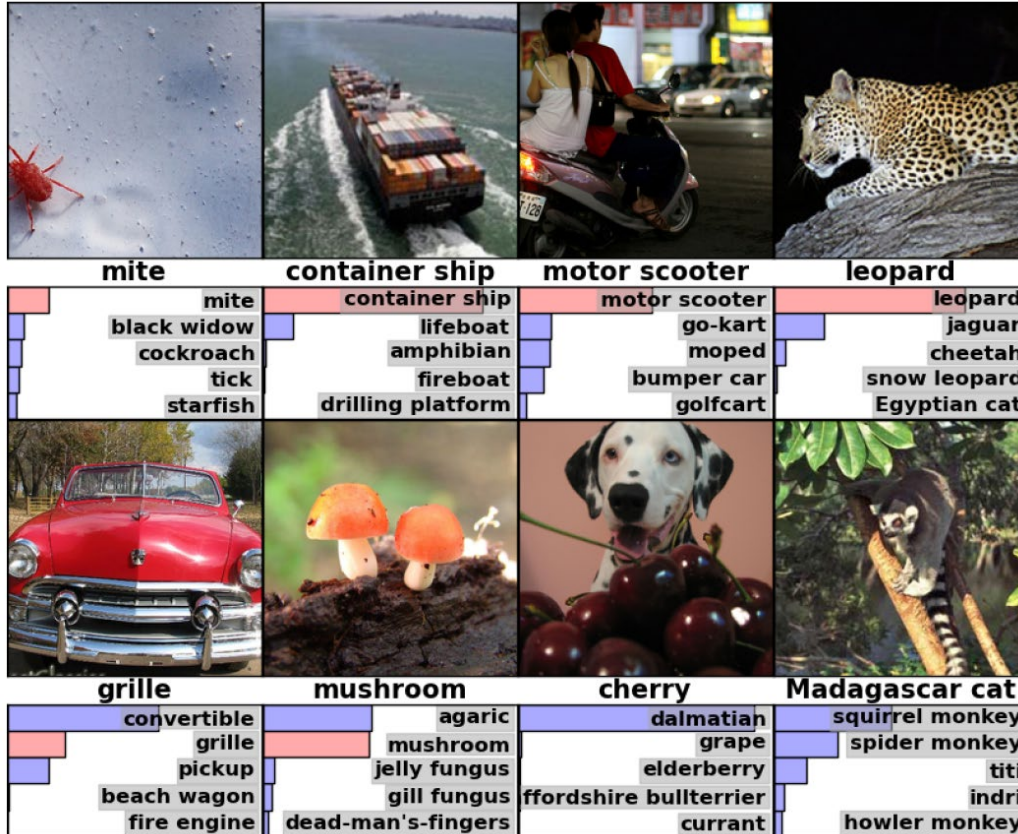 mite
container ship
motor scooter
leopard
mite
black widow
cockroach
tick
starfish
container ship
lifeboat
amphibian
fireboat
drilling platform
motor scooter
go-kart
moped
bumper car
golfcart
leopard
jaguar
cheetah
snow leopard
Egyptian cat
grille
mushroom
cherry
Madagascar cat
convertible
grille
pickup
beach wagon
fire engine
agaric
mushroom
jelly fungus
gill fungus
dead-man's-fingers
dalmatian
grape
elderberry
ffordshire bullterrier
currant
squirrel monkey
spider monkey
titi
indri
howler monkey